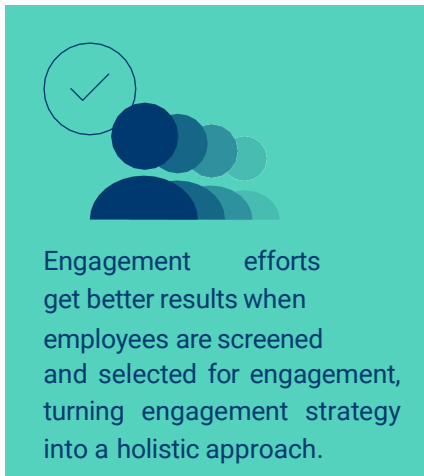 Engagement efforts
get better results when
employees are screened
and selected for engagement,
turning engagement strategy
into a holistic approach.